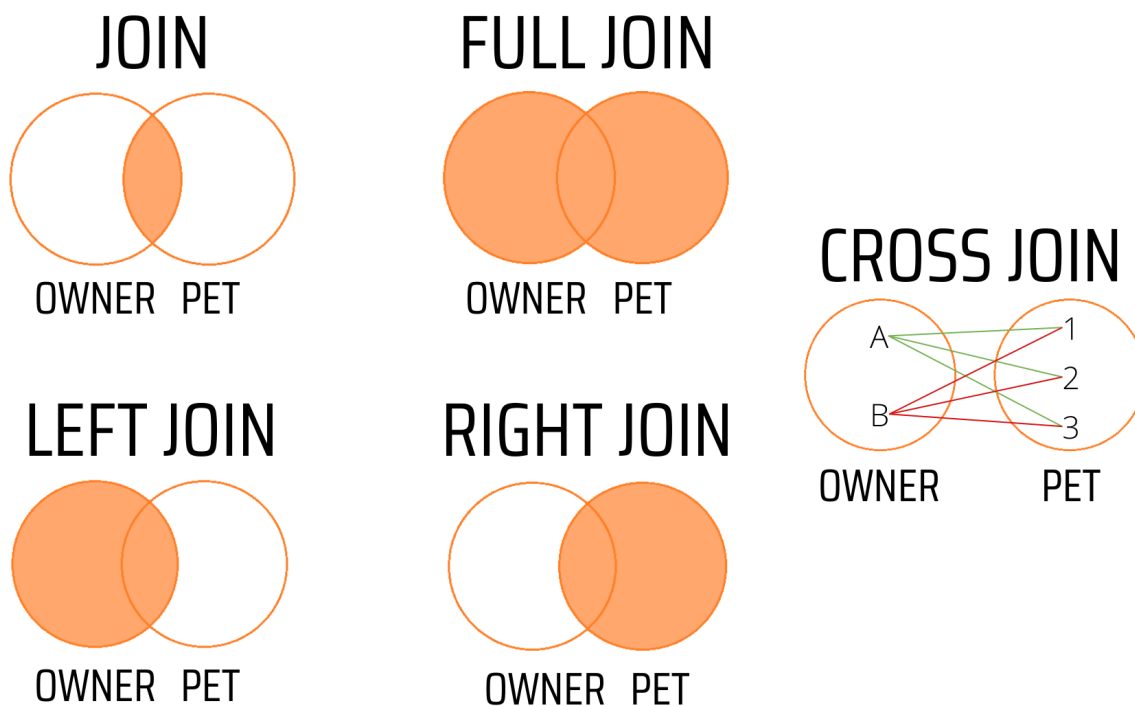 JOIN
OWNER PET
FULL JOIN
OWNER PET
LEFT JOIN
OWNER PET
RIGHT JOIN
OWNER PET
CROSS JOIN
A
B
1
2
3
OWNER PET